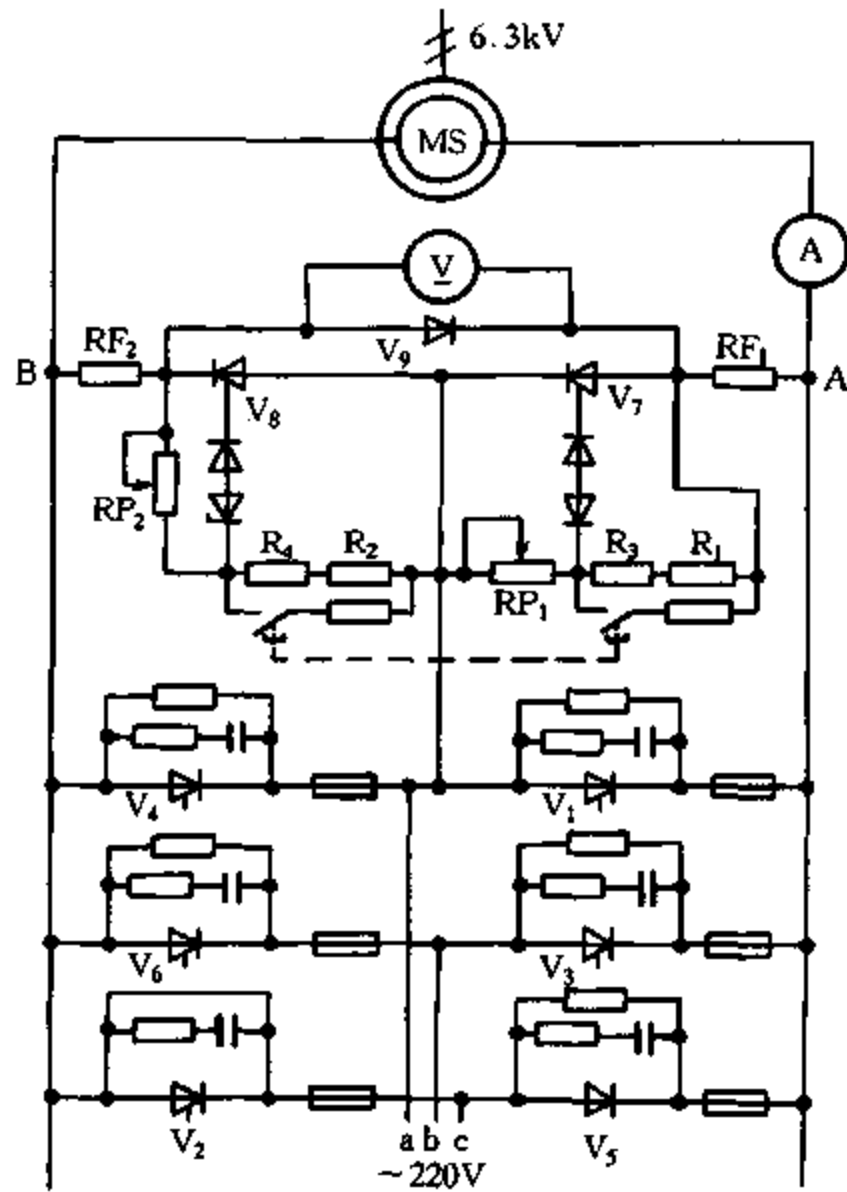 6.3kV
MS
A
V
V₉
RF₂
RF₁
B
A
V₈
V₇
RP₂
R₄
R₂
R₃
R₁
RP₁
V₄
V₁
V₆
V₃
V₂
a b c
V₅
~220V